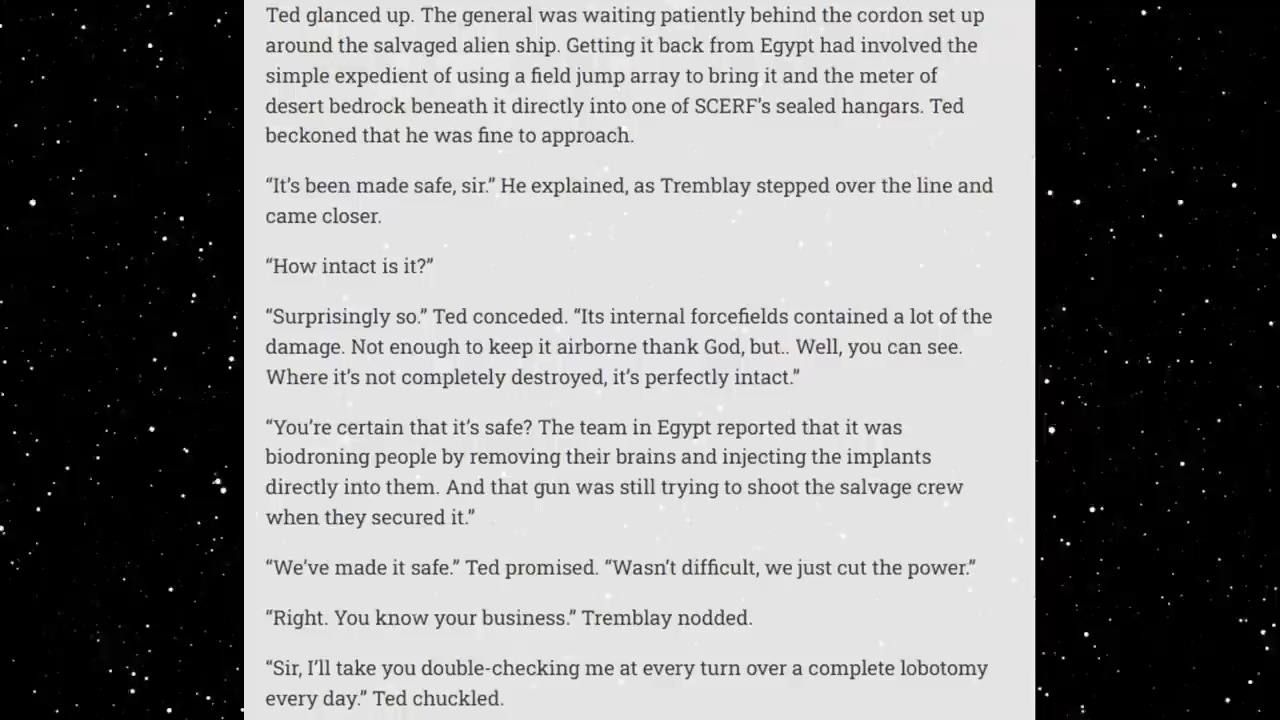 Ted glanced up. The general was waiting patiently behind the cordon set up
around the salvaged alien ship. Getting it back from Egypt had involved the
simple expedient of using a field jump array to bring it and the meter of
desert bedrock beneath it directly into one of SCERF’s sealed hangars. Ted
beckoned that he was fine to approach.
“It’s been made safe, sir.” He explained, as Tremblay stepped over the line and
came closer.
“How intact is it?”
“Surprisingly so.” Ted conceded. “Its internal forcefields contained a lot of the
damage. Not enough to keep it airborne thank God, but.. Well, you can see.
Where it’s not completely destroyed, it’s perfectly intact.”
“You’re certain that it’s safe? The team in Egypt reported that it was
biodroning people by removing their brains and injecting the implants
directly into them. And that gun was still trying to shoot the salvage crew
when they secured it.”
“We’ve made it safe.” Ted promised. “Wasn’t difficult, we just cut the power.”
“Right. You know your business.” Tremblay nodded.
“Sir, I’ll take you double-checking me at every turn over a complete lobotomy
every day.” Ted chuckled.